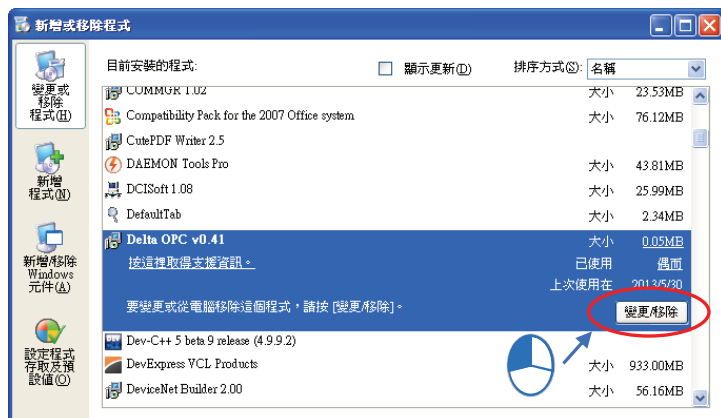 新增或移除程式
變更或
移除
程式(H)
新增
程式(N)
新增/移除
Windows
元件(A)
設定程式
存取及預
設值(O)
目前安裝的程式: 顯示更新(D) 排序方式(S): 名稱
COMMGR 1.02 大小 23.53MB
Compatibility Pack for the 2007 Office system 大小 76.12MB
CutePDF Writer 2.5
DAEMON Tools Pro 大小 43.81MB
DCISoft 1.08 大小 25.99MB
DefaultTab 大小 2.34MB
Delta OPC v0.41 大小 0.05MB
按這裡取得支援資訊。 已使用 偶而
上次使用在 2013/5/30
要變更或從電腦移除這個程式，請按 [變更/移除]。 變更/移除
Dev-C++ 5 beta 9 release (4.9.9.2)
DevExpress VCL Products 大小 933.00MB
DeviceNet Builder 2.00 大小 56.16MB